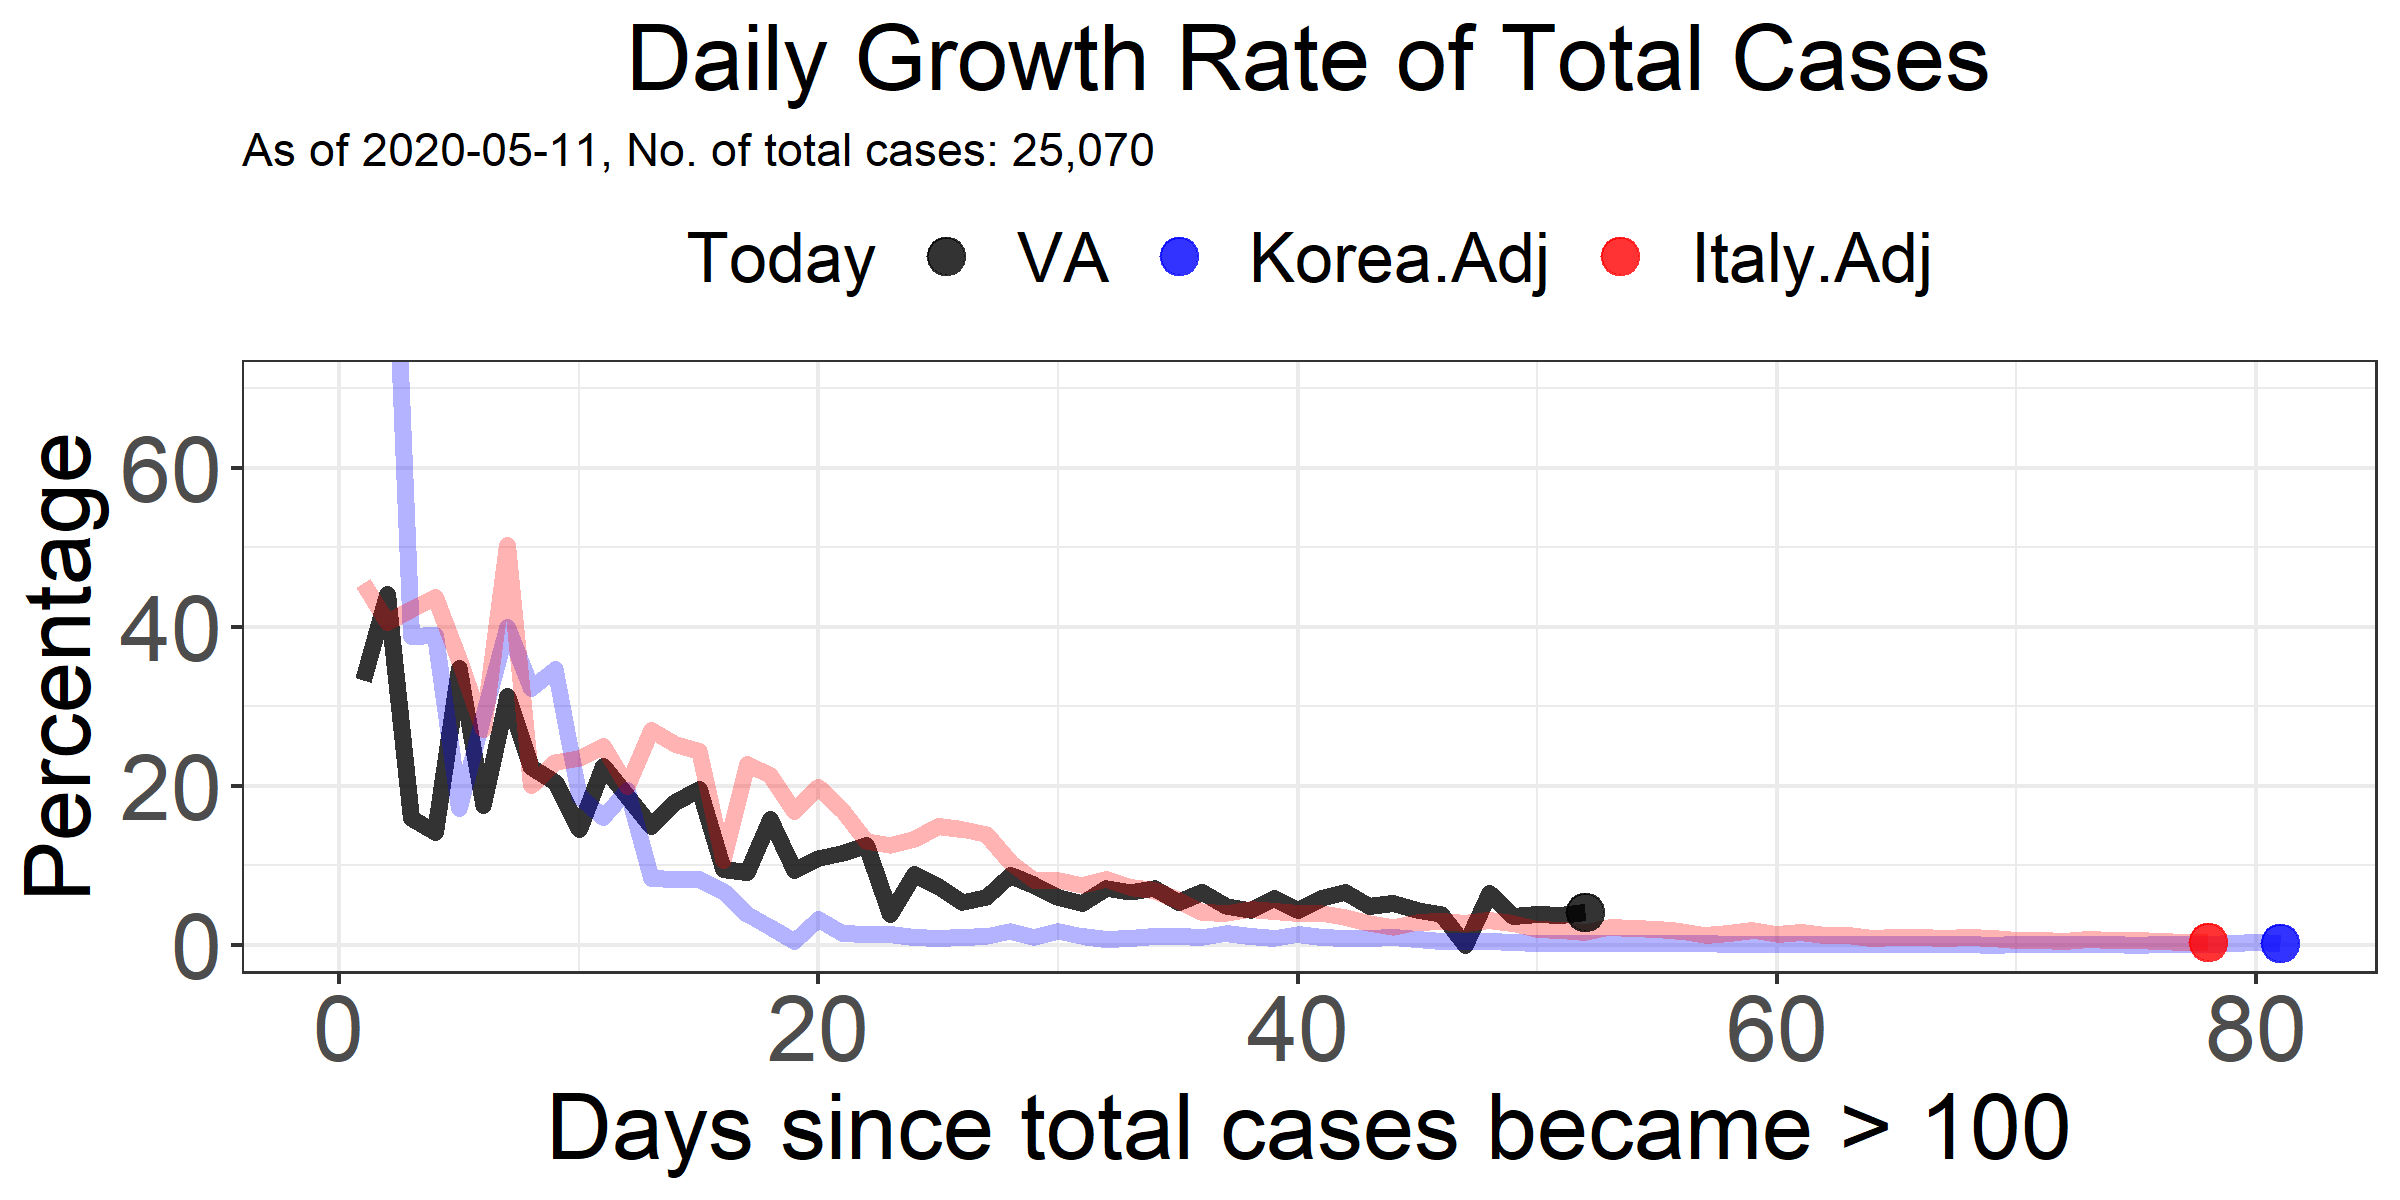 Daily Growth Rate of Total Cases
As of 2020-05-11, No. of total cases: 25,070
Today VA Korea.Adj Italy.Adj
Percentage
60
40
20
0
0 20 40 60 80
Days since total cases became > 100